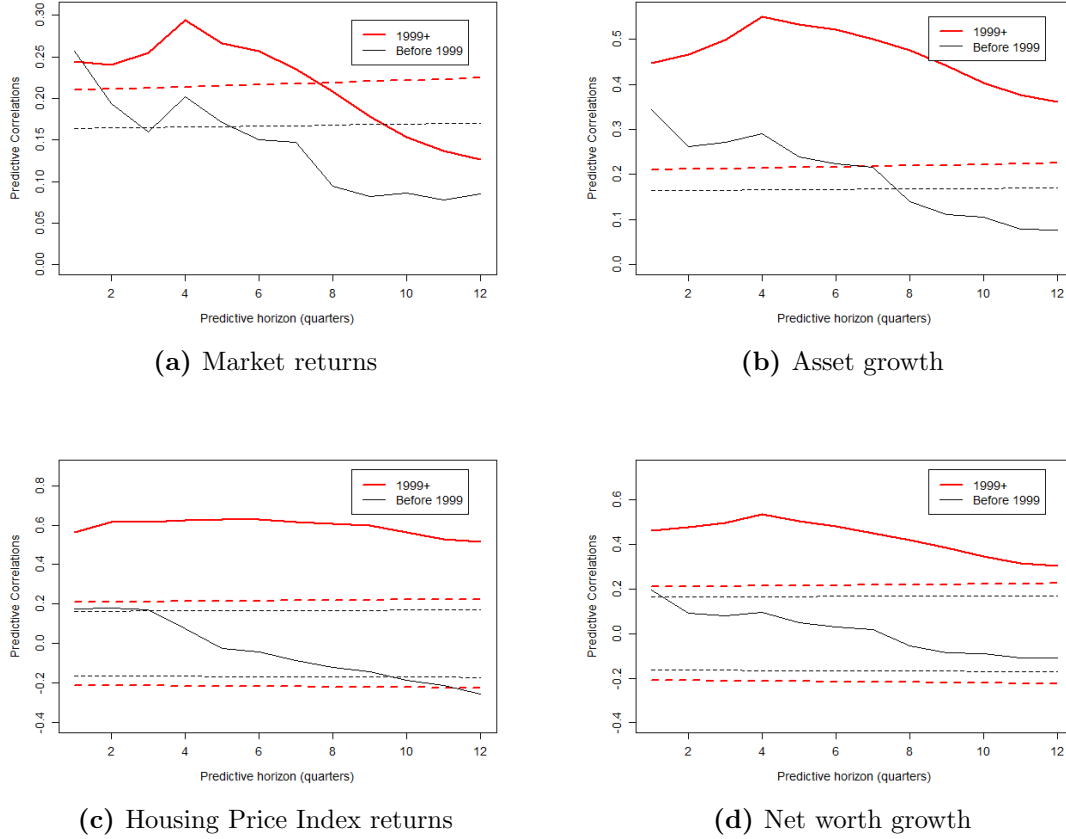 Predictive Correlations
0.00 0.05 0.10 0.15 0.20 0.25 0.30
1999+
Before 1999
2 4 6 8 10 12
Predictive horizon (quarters)
(a) Market returns
Predictive Correlations
0.0 0.1 0.2 0.3 0.4 0.5
1999+
Before 1999
2 4 6 8 10 12
Predictive horizon (quarters)
(b) Asset growth
Predictive Correlations
-0.4 -0.2 0.0 0.2 0.4 0.6 0.8
1999+
Before 1999
2 4 6 8 10 12
Predictive horizon (quarters)
(c) Housing Price Index returns
Predictive Correlations
-0.4 -0.2 0.0 0.2 0.4 0.6
1999+
Before 1999
2 4 6 8 10 12
Predictive horizon (quarters)
(d) Net worth growth